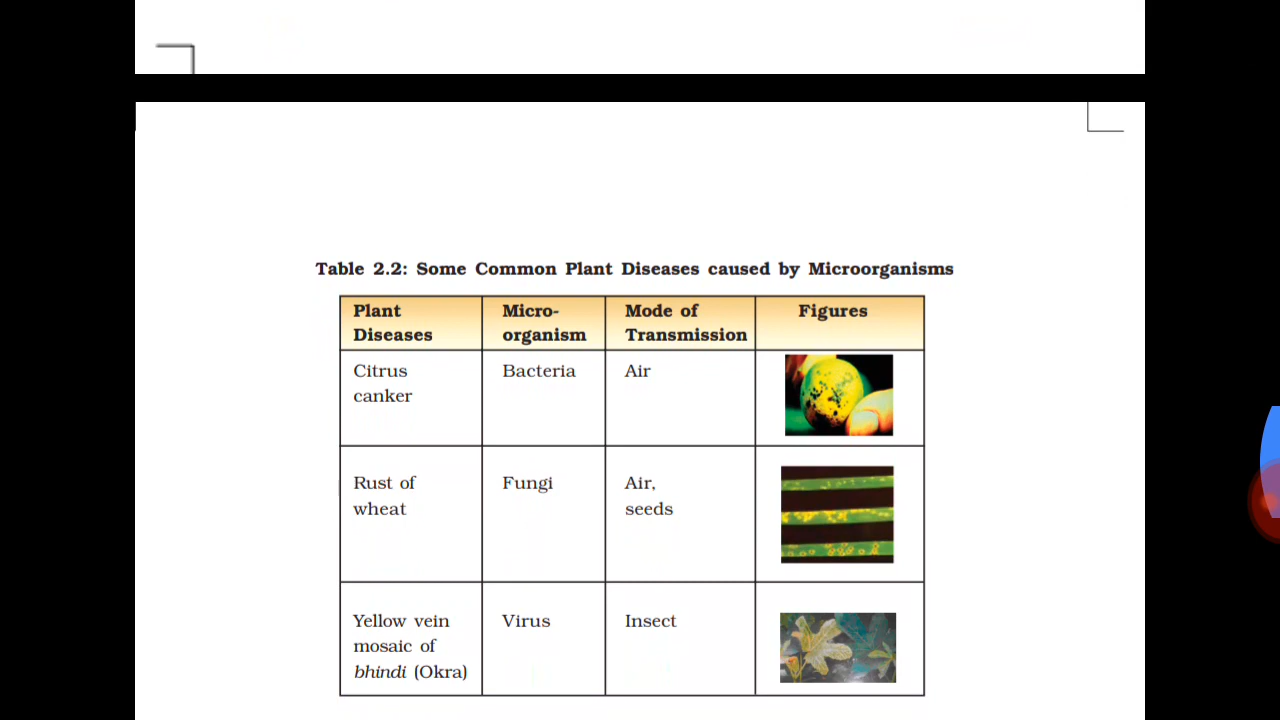 Table 2.2: Some Common Plant Diseases caused by Microorganisms
Plant Diseases | Micro-organism | Mode of Transmission | Figures
Citrus canker | Bacteria | Air
Rust of wheat | Fungi | Air, seeds
Yellow vein mosaic of bhindi (Okra) | Virus | Insect